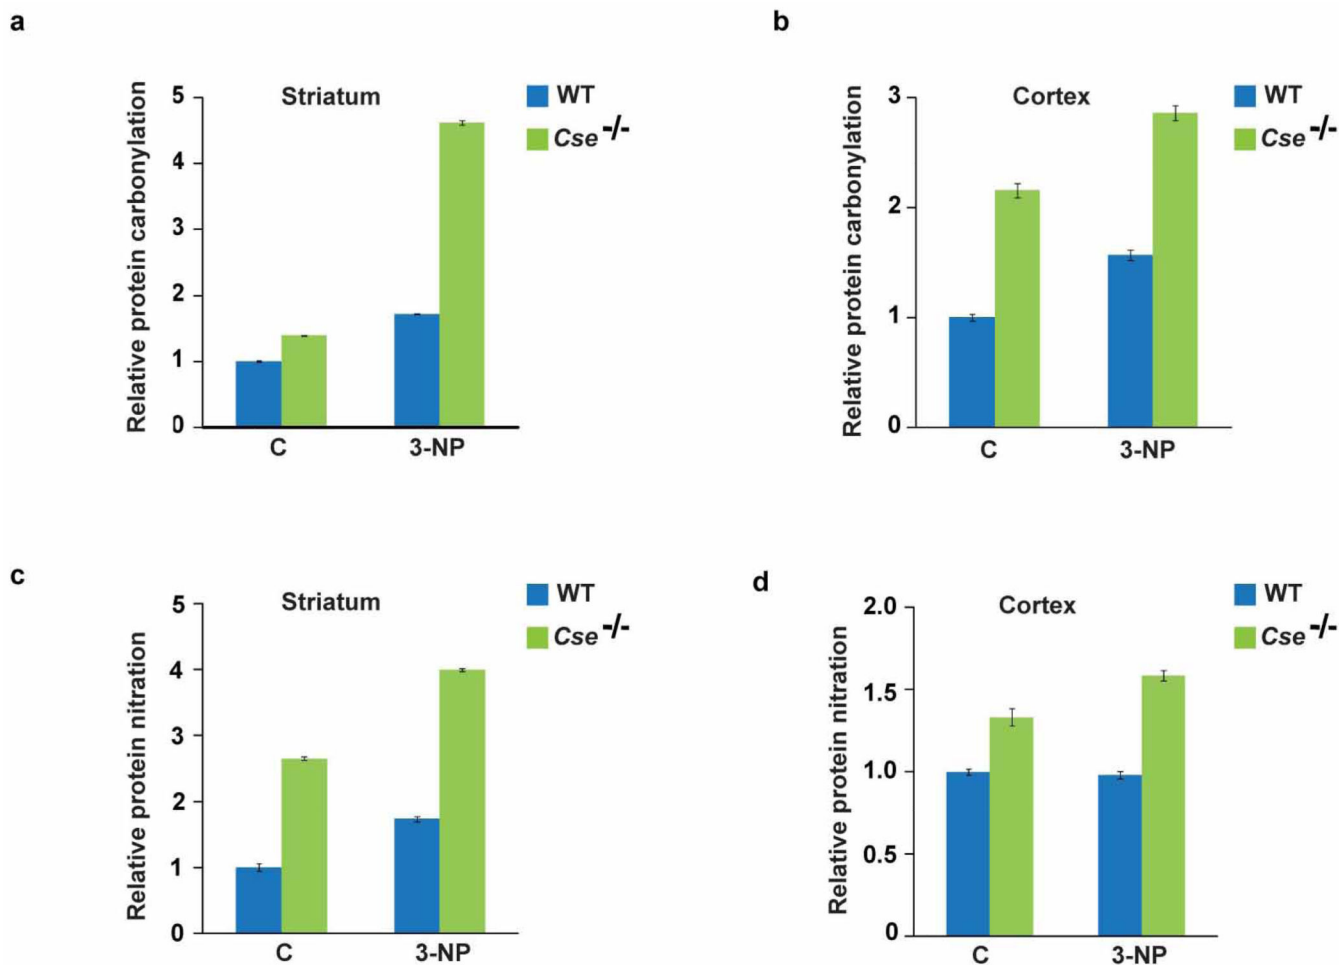 a
Striatum
WT
Cse -/-
Relative protein carbonylation
5
4
3
2
1
0
C
3-NP
b
Cortex
WT
Cse -/-
Relative protein carbonylation
3
2
1
0
C
3-NP
c
Striatum
WT
Cse -/-
Relative protein nitration
5
4
3
2
1
0
C
3-NP
d
Cortex
WT
Cse -/-
Relative protein nitration
2.0
1.5
1.0
0.5
0
C
3-NP